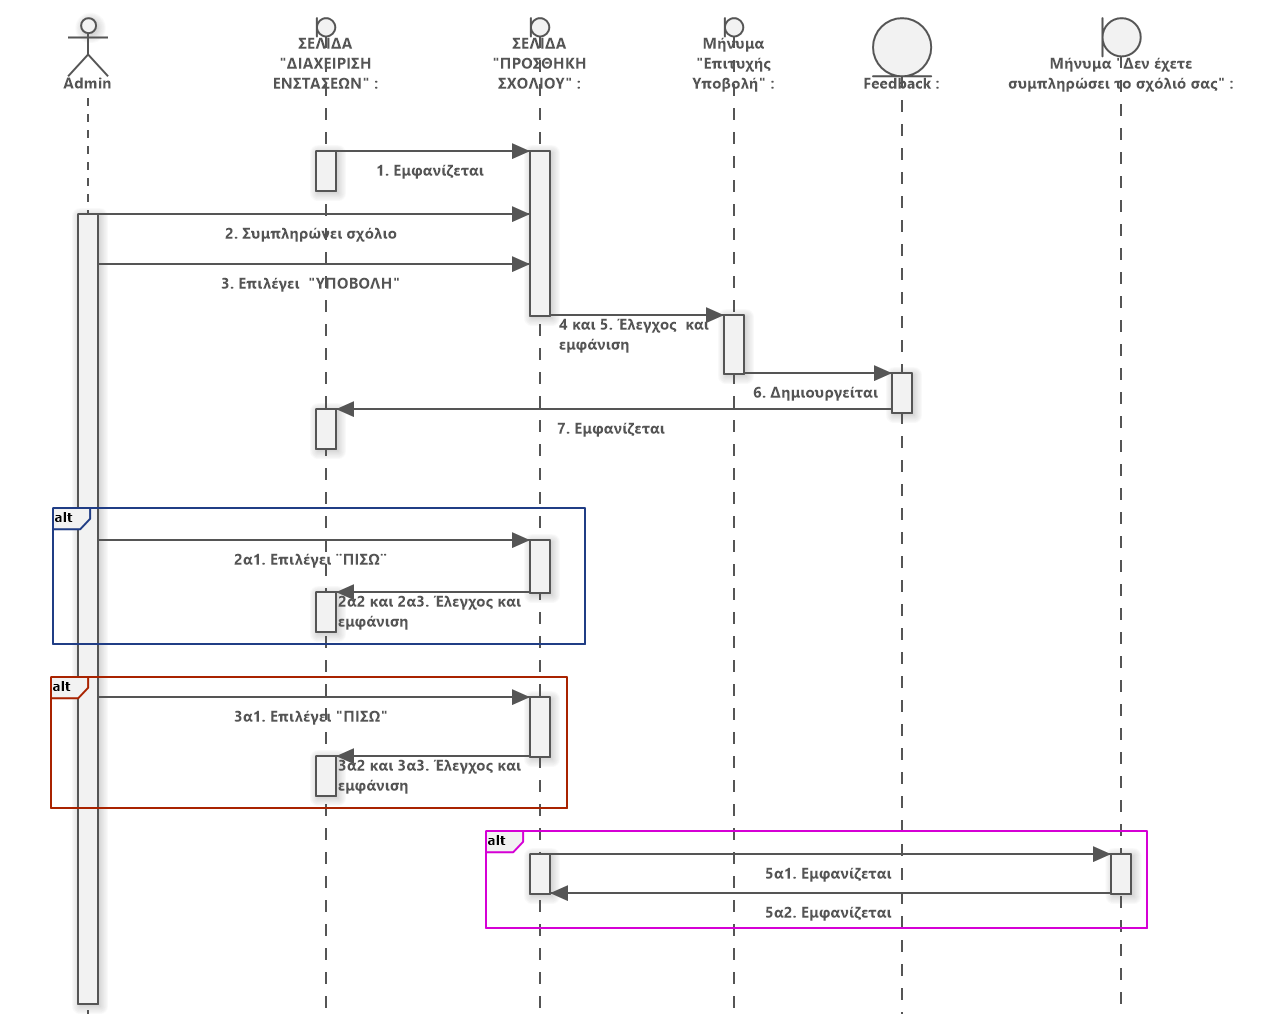 Admin
ΣΕΛΙΔΑ
"ΔΙΑΧΕΙΡΙΣΗ
ΕΝΣΤΑΣΕΩΝ" :
ΣΕΛΙΔΑ
"ΠΡΟΣΘΗΚΗ
ΣΧΟΛΙΟΥ" :
Μήνυμα
"Επιτυχής
Υποβολή" :
Feedback :
Μήνυμα "Δεν έχετε
συμπληρώσει το σχόλιό σας" :
1. Εμφανίζεται
2. Συμπληρώνει σχόλιο
3. Επιλέγει  "ΥΠΟΒΟΛΗ"
4 και 5. Έλεγχος  και
εμφάνιση
6. Δημιουργείται
7. Εμφανίζεται
alt
2α1. Επιλέγει ¨ΠΙΣΩ¨
2α2 και 2α3. Έλεγχος και
εμφάνιση
alt
3α1. Επιλέγει "ΠΙΣΩ"
3α2 και 3α3. Έλεγχος και
εμφάνιση
alt
5α1. Εμφανίζεται
5α2. Εμφανίζεται